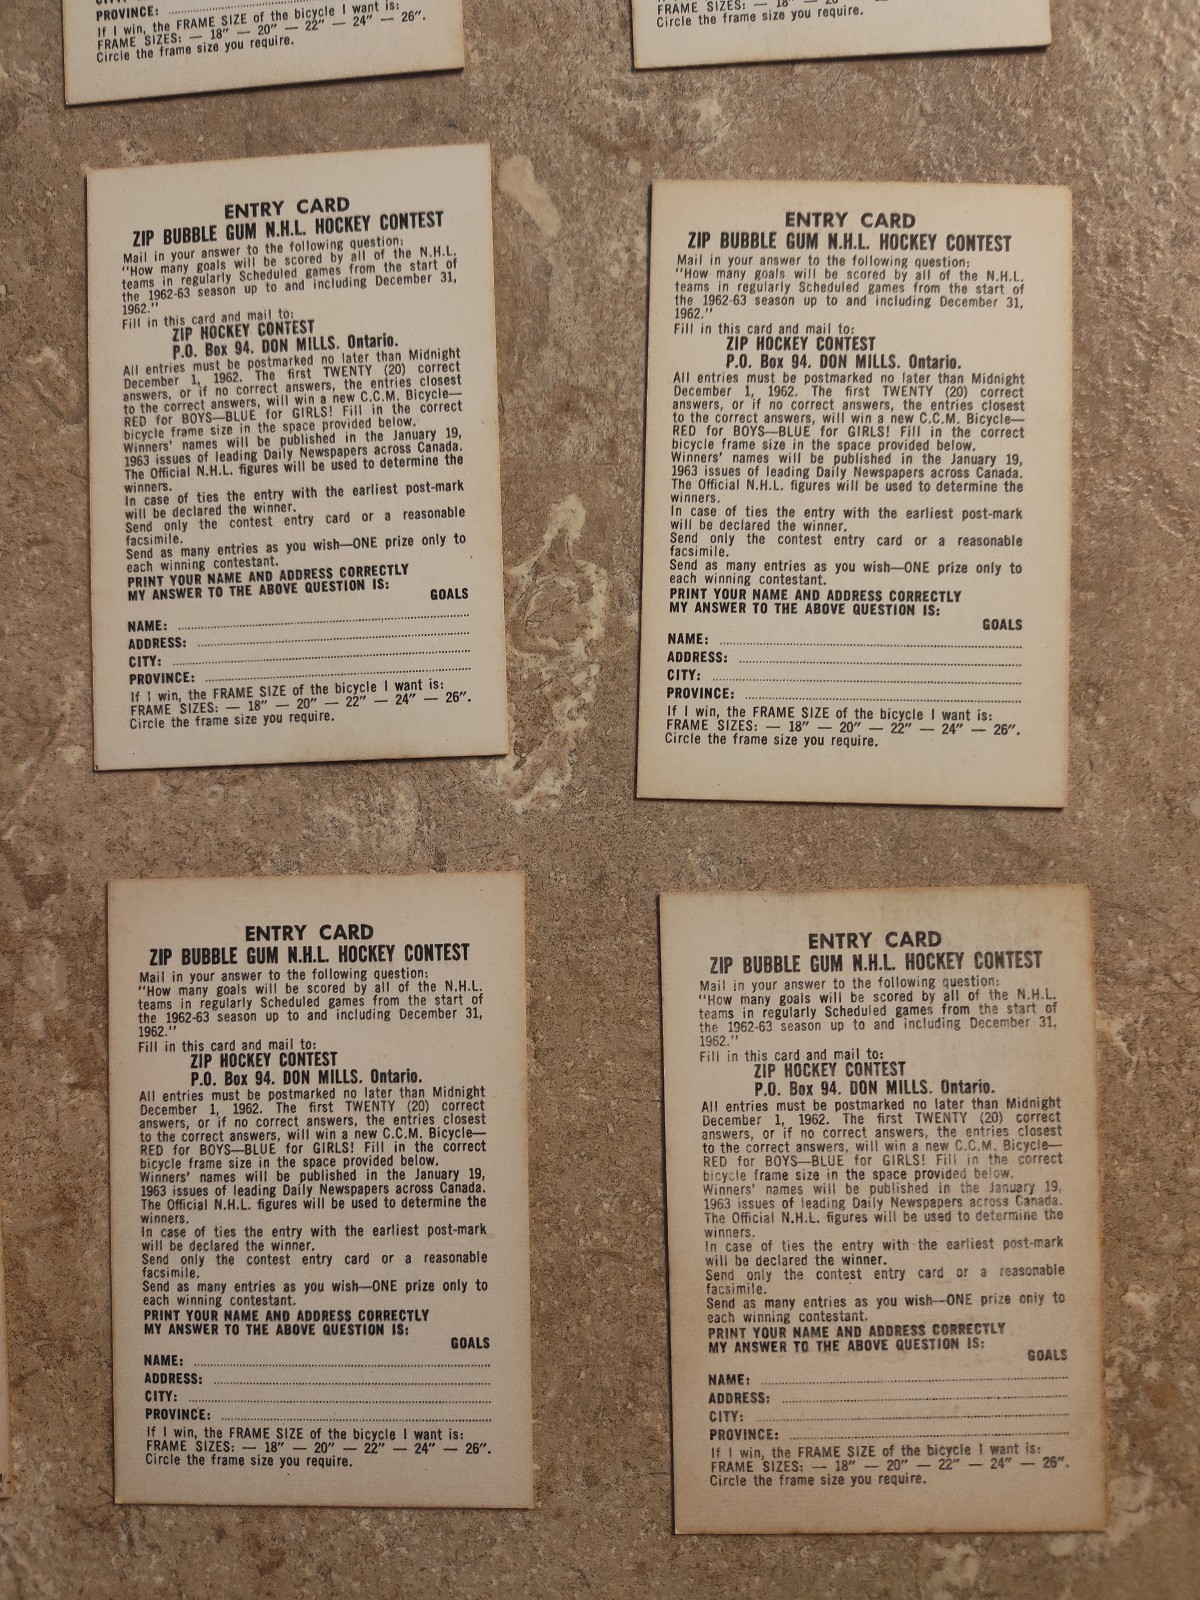 PROVINCE:
If I win, the FRAME SIZE of the bicycle I want is:
FRAME SIZES: — 18" — 20" — 22" — 24" — 26".
Circle the frame size you require.
Circle the frame size you require.
ENTRY CARD
ZIP BUBBLE GUM N.H.L. HOCKEY CONTEST
Mail in your answer to the following question:
"How many goals will be scored by all of the N.H.L.
teams in regularly Scheduled games from the start of
the 1962-63 season up to and including December 31,
1962."
Fill in this card and mail to:
ZIP HOCKEY CONTEST
P.O. Box 94. DON MILLS. Ontario.
All entries must be postmarked no later than Midnight
December 1, 1962. The first TWENTY (20) correct
answers, or if no correct answers, the entries closest
to the correct answers, will win a new C.C.M. Bicycle—
RED for BOYS—BLUE for GIRLS! Fill in the correct
bicycle frame size in the space provided below.
Winners' names will be published in the January 19,
1963 issues of leading Daily Newspapers across Canada.
The Official N.H.L. figures will be used to determine the
winners.
In case of ties the entry with the earliest post-mark
will be declared the winner.
Send only the contest entry card or a reasonable
facsimile.
Send as many entries as you wish—ONE prize only to
each winning contestant.
PRINT YOUR NAME AND ADDRESS CORRECTLY
MY ANSWER TO THE ABOVE QUESTION IS:
GOALS
NAME:
ADDRESS:
CITY:
PROVINCE:
If I win, the FRAME SIZE of the bicycle I want is:
FRAME SIZES: — 18" — 20" — 22" — 24" — 26".
Circle the frame size you require.
ENTRY CARD
ZIP BUBBLE GUM N.H.L. HOCKEY CONTEST
Mail in your answer to the following question:
"How many goals will be scored by all of the N.H.L.
teams in regularly Scheduled games from the start of
the 1962-63 season up to and including December 31,
1962."
Fill in this card and mail to:
ZIP HOCKEY CONTEST
P.O. Box 94. DON MILLS. Ontario.
All entries must be postmarked no later than Midnight
December 1, 1962. The first TWENTY (20) correct
answers, or if no correct answers, the entries closest
to the correct answers, will win a new C.C.M. Bicycle—
RED for BOYS—BLUE for GIRLS! Fill in the correct
bicycle frame size in the space provided below.
Winners' names will be published in the January 19,
1963 issues of leading Daily Newspapers across Canada.
The Official N.H.L. figures will be used to determine the
winners.
In case of ties the entry with the earliest post-mark
will be declared the winner.
Send only the contest entry card or a reasonable
facsimile.
Send as many entries as you wish—ONE prize only to
each winning contestant.
PRINT YOUR NAME AND ADDRESS CORRECTLY
MY ANSWER TO THE ABOVE QUESTION IS:
GOALS
NAME:
ADDRESS:
CITY:
PROVINCE:
If I win, the FRAME SIZE of the bicycle I want is:
FRAME SIZES: — 18" — 20" — 22" — 24" — 26".
Circle the frame size you require.
ENTRY CARD
ZIP BUBBLE GUM N.H.L. HOCKEY CONTEST
Mail in your answer to the following question:
"How many goals will be scored by all of the N.H.L.
teams in regularly Scheduled games from the start of
the 1962-63 season up to and including December 31,
1962."
Fill in this card and mail to:
ZIP HOCKEY CONTEST
P.O. Box 94. DON MILLS. Ontario.
All entries must be postmarked no later than Midnight
December 1, 1962. The first TWENTY (20) correct
answers, or if no correct answers, the entries closest
to the correct answers, will win a new C.C.M. Bicycle—
RED for BOYS—BLUE for GIRLS! Fill in the correct
bicycle frame size in the space provided below.
Winners' names will be published in the January 19,
1963 issues of leading Daily Newspapers across Canada.
The Official N.H.L. figures will be used to determine the
winners.
In case of ties the entry with the earliest post-mark
will be declared the winner.
Send only the contest entry card or a reasonable
facsimile.
Send as many entries as you wish—ONE prize only to
each winning contestant.
PRINT YOUR NAME AND ADDRESS CORRECTLY
MY ANSWER TO THE ABOVE QUESTION IS:
GOALS
NAME:
ADDRESS:
CITY:
PROVINCE:
If I win, the FRAME SIZE of the bicycle I want is:
FRAME SIZES: — 18" — 20" — 22" — 24" — 26".
Circle the frame size you require.
ENTRY CARD
ZIP BUBBLE GUM N.H.L. HOCKEY CONTEST
Mail in your answer to the following question:
"How many goals will be scored by all of the N.H.L.
teams in regularly Scheduled games from the start of
the 1962-63 season up to and including December 31,
1962."
Fill in this card and mail to:
ZIP HOCKEY CONTEST
P.O. Box 94. DON MILLS. Ontario.
All entries must be postmarked no later than Midnight
December 1, 1962. The first TWENTY (20) correct
answers, or if no correct answers, the entries closest
to the correct answers, will win a new C.C.M. Bicycle—
RED for BOYS—BLUE for GIRLS! Fill in the correct
bicycle frame size in the space provided below.
Winners' names will be published in the January 19,
1963 issues of leading Daily Newspapers across Canada.
The Official N.H.L. figures will be used to determine the
winners.
In case of ties the entry with the earliest post-mark
will be declared the winner.
Send only the contest entry card or a reasonable
facsimile.
Send as many entries as you wish—ONE prize only to
each winning contestant.
PRINT YOUR NAME AND ADDRESS CORRECTLY
MY ANSWER TO THE ABOVE QUESTION IS:
GOALS
NAME:
ADDRESS:
CITY:
PROVINCE:
If I win, the FRAME SIZE of the bicycle I want is:
FRAME SIZES: — 18" — 20" — 22" — 24" — 26".
Circle the frame size you require.